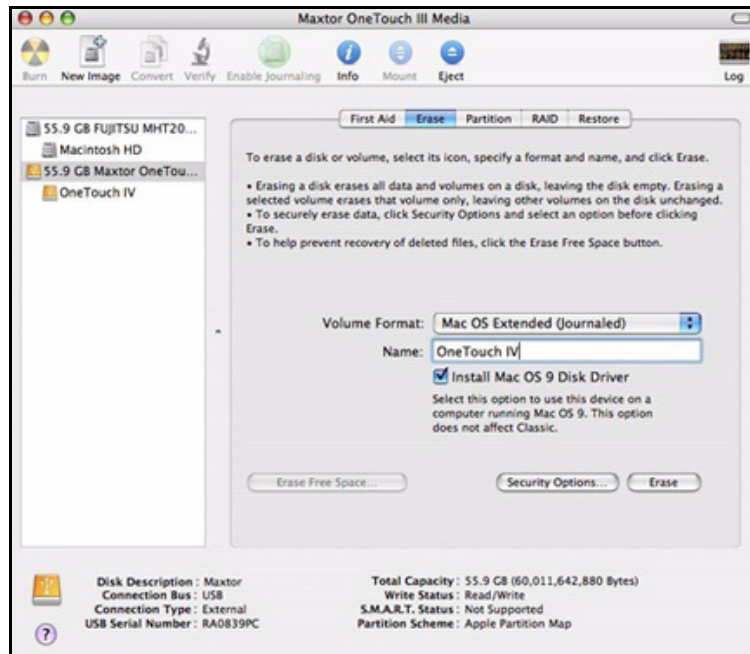 Maxtor OneTouch III Media
Burn New Image Convert Verify Enable Journaling Info Mount Eject Log
55.9 GB FUJITSU MHT20...
Macintosh HD
55.9 GB Maxtor OneTou...
OneTouch IV
First Aid Erase Partition RAID Restore
To erase a disk or volume, select its icon, specify a format and name, and click Erase.
• Erasing a disk erases all data and volumes on a disk, leaving the disk empty. Erasing a
selected volume erases that volume only, leaving other volumes on the disk unchanged.
• To securely erase data, click Security Options and select an option before clicking
Erase.
• To help prevent recovery of deleted files, click the Erase Free Space button.
Volume Format: Mac OS Extended (Journaled)
Name: OneTouch IV
Install Mac OS 9 Disk Driver
Select this option to use this device on a
computer running Mac OS 9. This option
does not affect Classic.
Erase Free Space... Security Options... Erase
Disk Description : Maxtor Total Capacity : 55.9 GB (60,011,642,880 Bytes)
Connection Bus : USB Write Status : Read/Write
Connection Type : External S.M.A.R.T. Status : Not Supported
USB Serial Number : RA0839PC Partition Scheme : Apple Partition Map
?